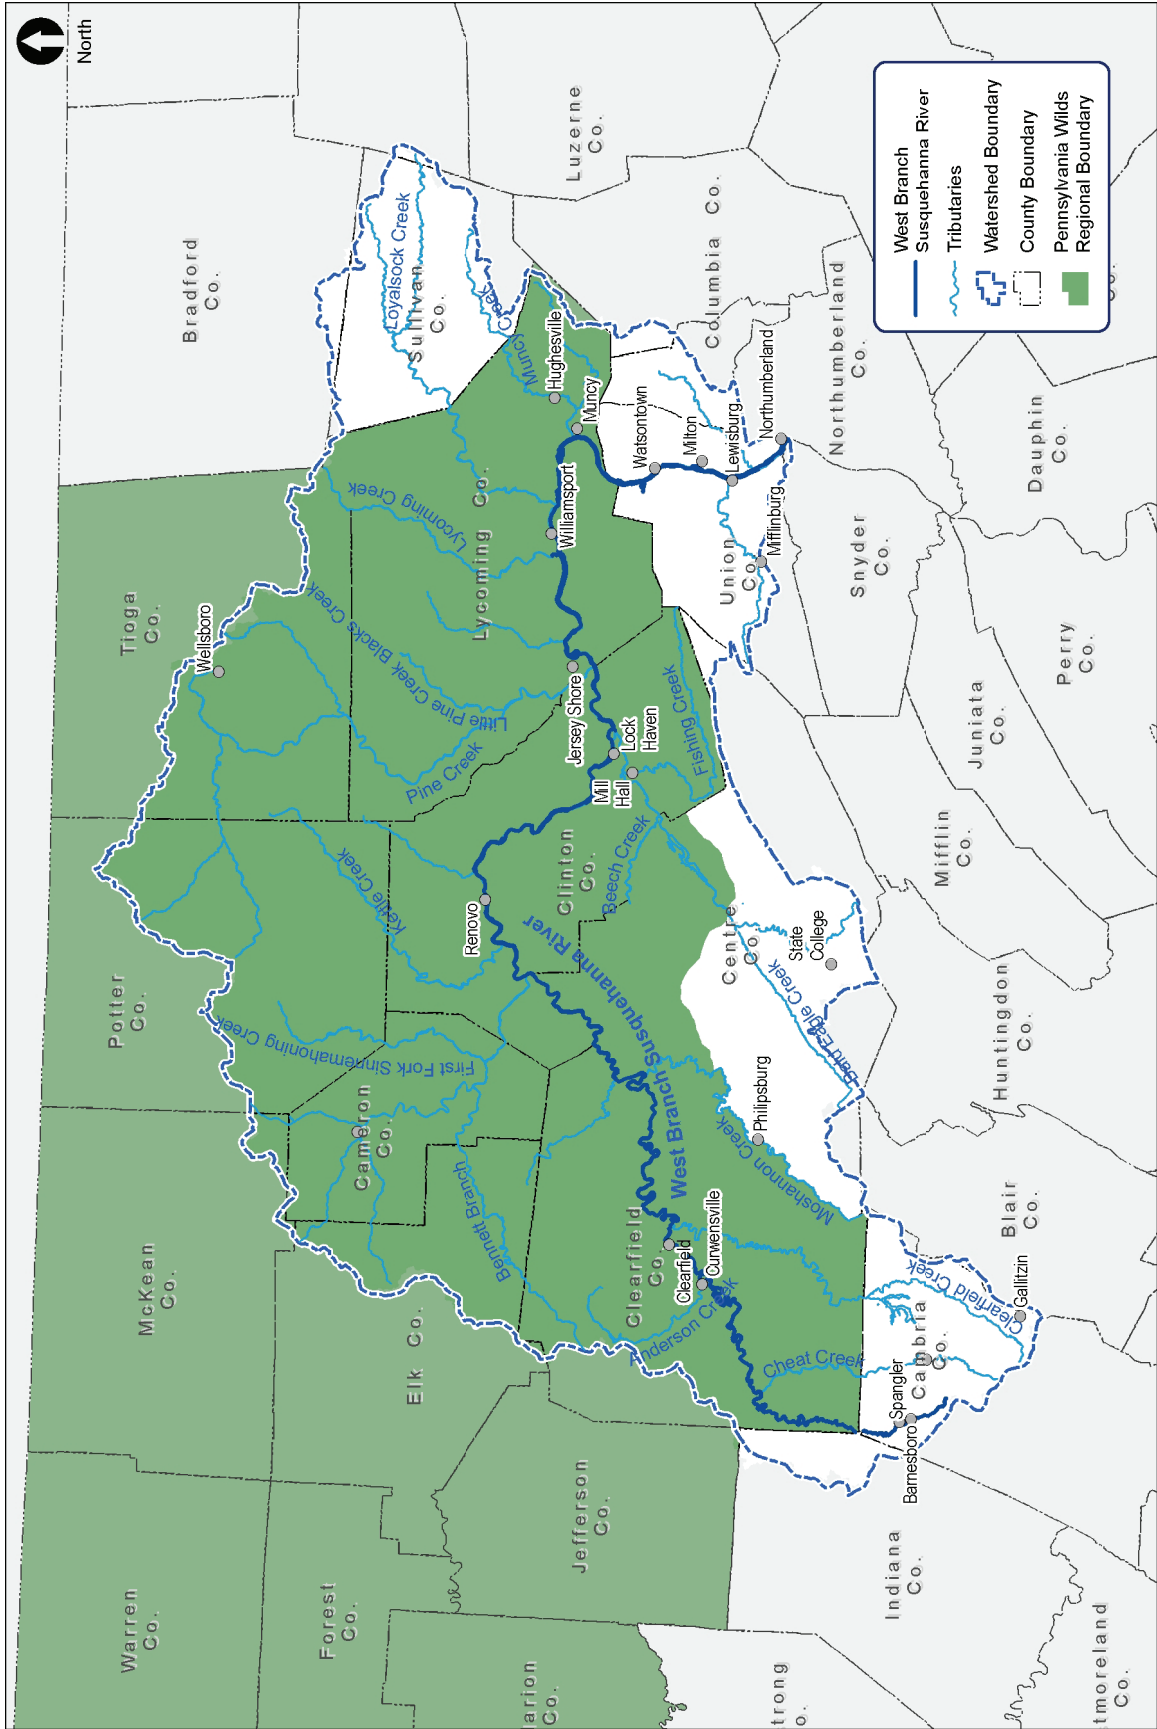 North
Warren
Co.
McKean
Co.
Potter
Co.
Tioga
Co.
Bradford
Co.
Wellsboro
Forest
Co.
Elk Co.
Cameron
Co.
First Fork Sinnemahoning Creek
Kettle Creek
Pine Creek
Little Pine Creek
Blacks Creek
Lycoming Creek
Lycoming Co.
Loyalsock Creek
Sullivan
Co.
Muncy Creek
Hughesville
Muncy
Williamsport
Luzerne
Co.
Columbia Co.
Jefferson
Co.
Bennett Branch
Renovo
Clinton
Co.
Jersey Shore
Lock
Haven
Mill
Hall
Beech Creek
Fishing Creek
West Branch Susquehanna River
Clearfield
Co.
Clearfield
Curwensville
Anderson Creek
Moshannon Creek
Philipsburg
Centre
Co.
State
College
Bald Eagle Creek
Watsontown
Milton
Lewisburg
Northumberland
Mifflinburg
Union
Co.
Northumberland
Co.
Snyder
Co.
Dauphin
Co.
Perry
Co.
Juniata
Co.
Mifflin
Co.
Huntingdon
Co.
Blair
Co.
Cheat Creek
Clearfield Creek
Gallitzin
Cambria
Co.
Spangler
Barnesboro
Indiana
Co.
larion
Co.
trong
o.
tmoreland
Co.
Co.
West Branch
Susquehanna River
Tributaries
Watershed Boundary
County Boundary
Pennsylvania Wilds
Regional Boundary